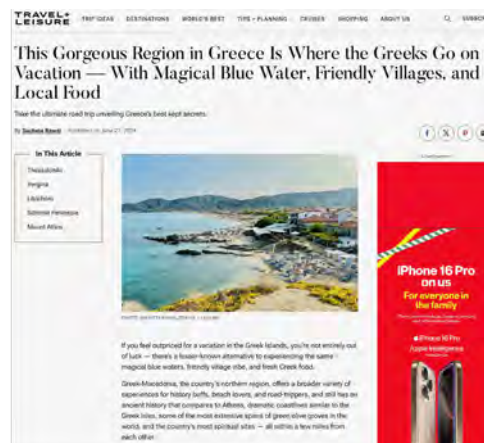 TRAVEL+
LEISURE
TRIP IDEAS DESTINATIONS WORLD'S BEST TIPS + PLANNING CRUISES SHOPPING ABOUT US
This Gorgeous Region in Greece Is Where the Greeks Go on
Vacation — With Magical Blue Water, Friendly Villages, and
Local Food
Take the ultimate road trip unveiling Greece's best kept secrets.
By
In This Article
Thessaloniki
Vergina
Sithonia Peninsula
Mount Athos
If you feel outpriced for a vacation in the Greek Islands, you're not entirely out
of luck — there's a lesser-known alternative to experiencing the same
magical blue waters, friendly village vibe, and fresh Greek food.
Greek Macedonia, the country's northern region, offers a broader variety of
experiences for history buffs, beach lovers, and road-trippers, and still has an
ancient history that compares to Athens, dramatic coastlines similar to the
Greek Isles, some of the most extensive spans of green olive groves in the
world, and the country's most spiritual sites — all within a few miles from
each other.
iPhone 16 Pro
on us
For everyone in
the family
iPhone 16 Pro
Apple Intelligence